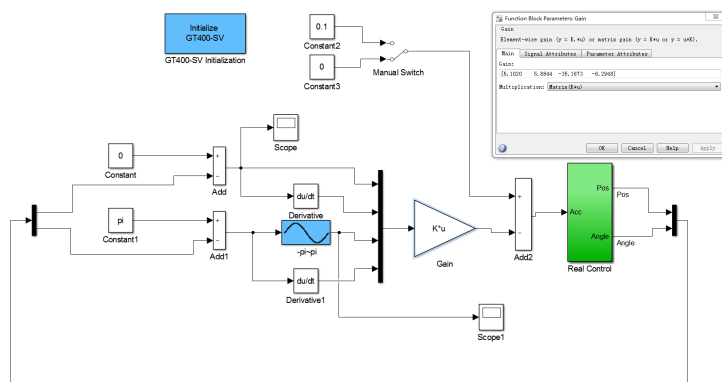 Initialize
GT400-SV
GT400-SV Initialization
0.1
Constant2
0
Constant3
Manual Switch
Function Block Parameters: Gain
Gain
Element-wise gain (y = K.*u) or matrix gain (y = K*u or y = u*K).
Main Signal Attributes Parameter Attributes
Gain:
[5.1020 5.8844 -35.1673 -6.2948]
Multiplication: Matrix(K*u)
OK Cancel Help Apply
Scope
0
Constant
+
−
Add
du/dt
Derivative
pi
Constant1
+
−
Add1
-pi~pi
du/dt
Derivative1
K*u
Gain
+
−
Add2
Acc
Pos
Angle
Real Control
Pos
Angle
Scope1